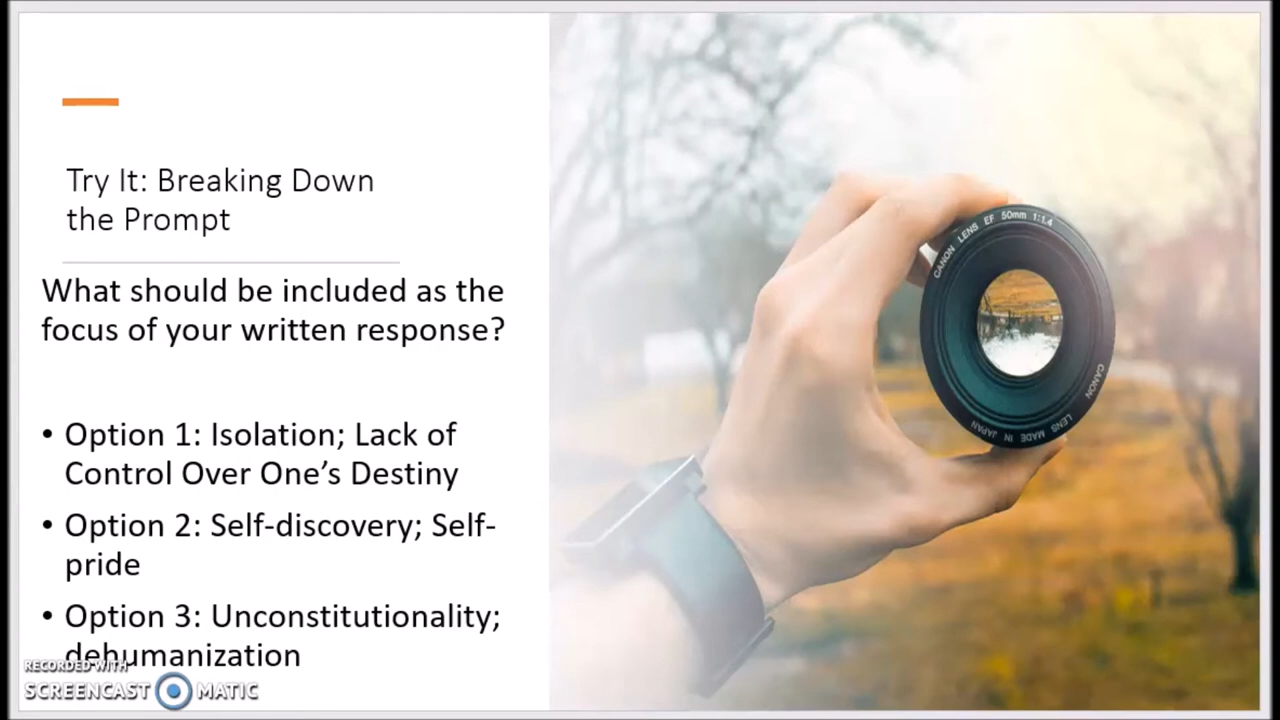 Try It: Breaking Down
the Prompt
What should be included as the
focus of your written response?
• Option 1: Isolation; Lack of
Control Over One’s Destiny
• Option 2: Self-discovery; Self-
pride
• Option 3: Unconstitutionality;
dehumanization
RECORDED WITH
SCREENCAST MATIC
CANON LENS EF 50mm 1:1.4
CANON
LENS MADE IN JAPAN